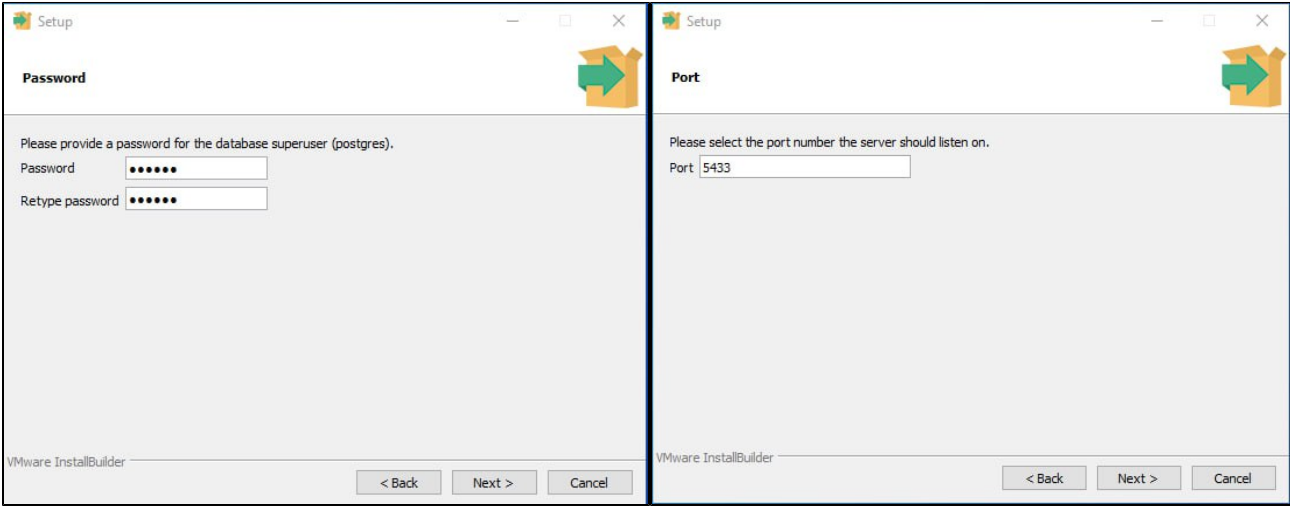 Setup
Password
Please provide a password for the database superuser (postgres).
Password ••••••
Retype password ••••••
VMware InstallBuilder
< Back Next > Cancel
Setup
Port
Please select the port number the server should listen on.
Port 5433
VMware InstallBuilder
< Back Next > Cancel